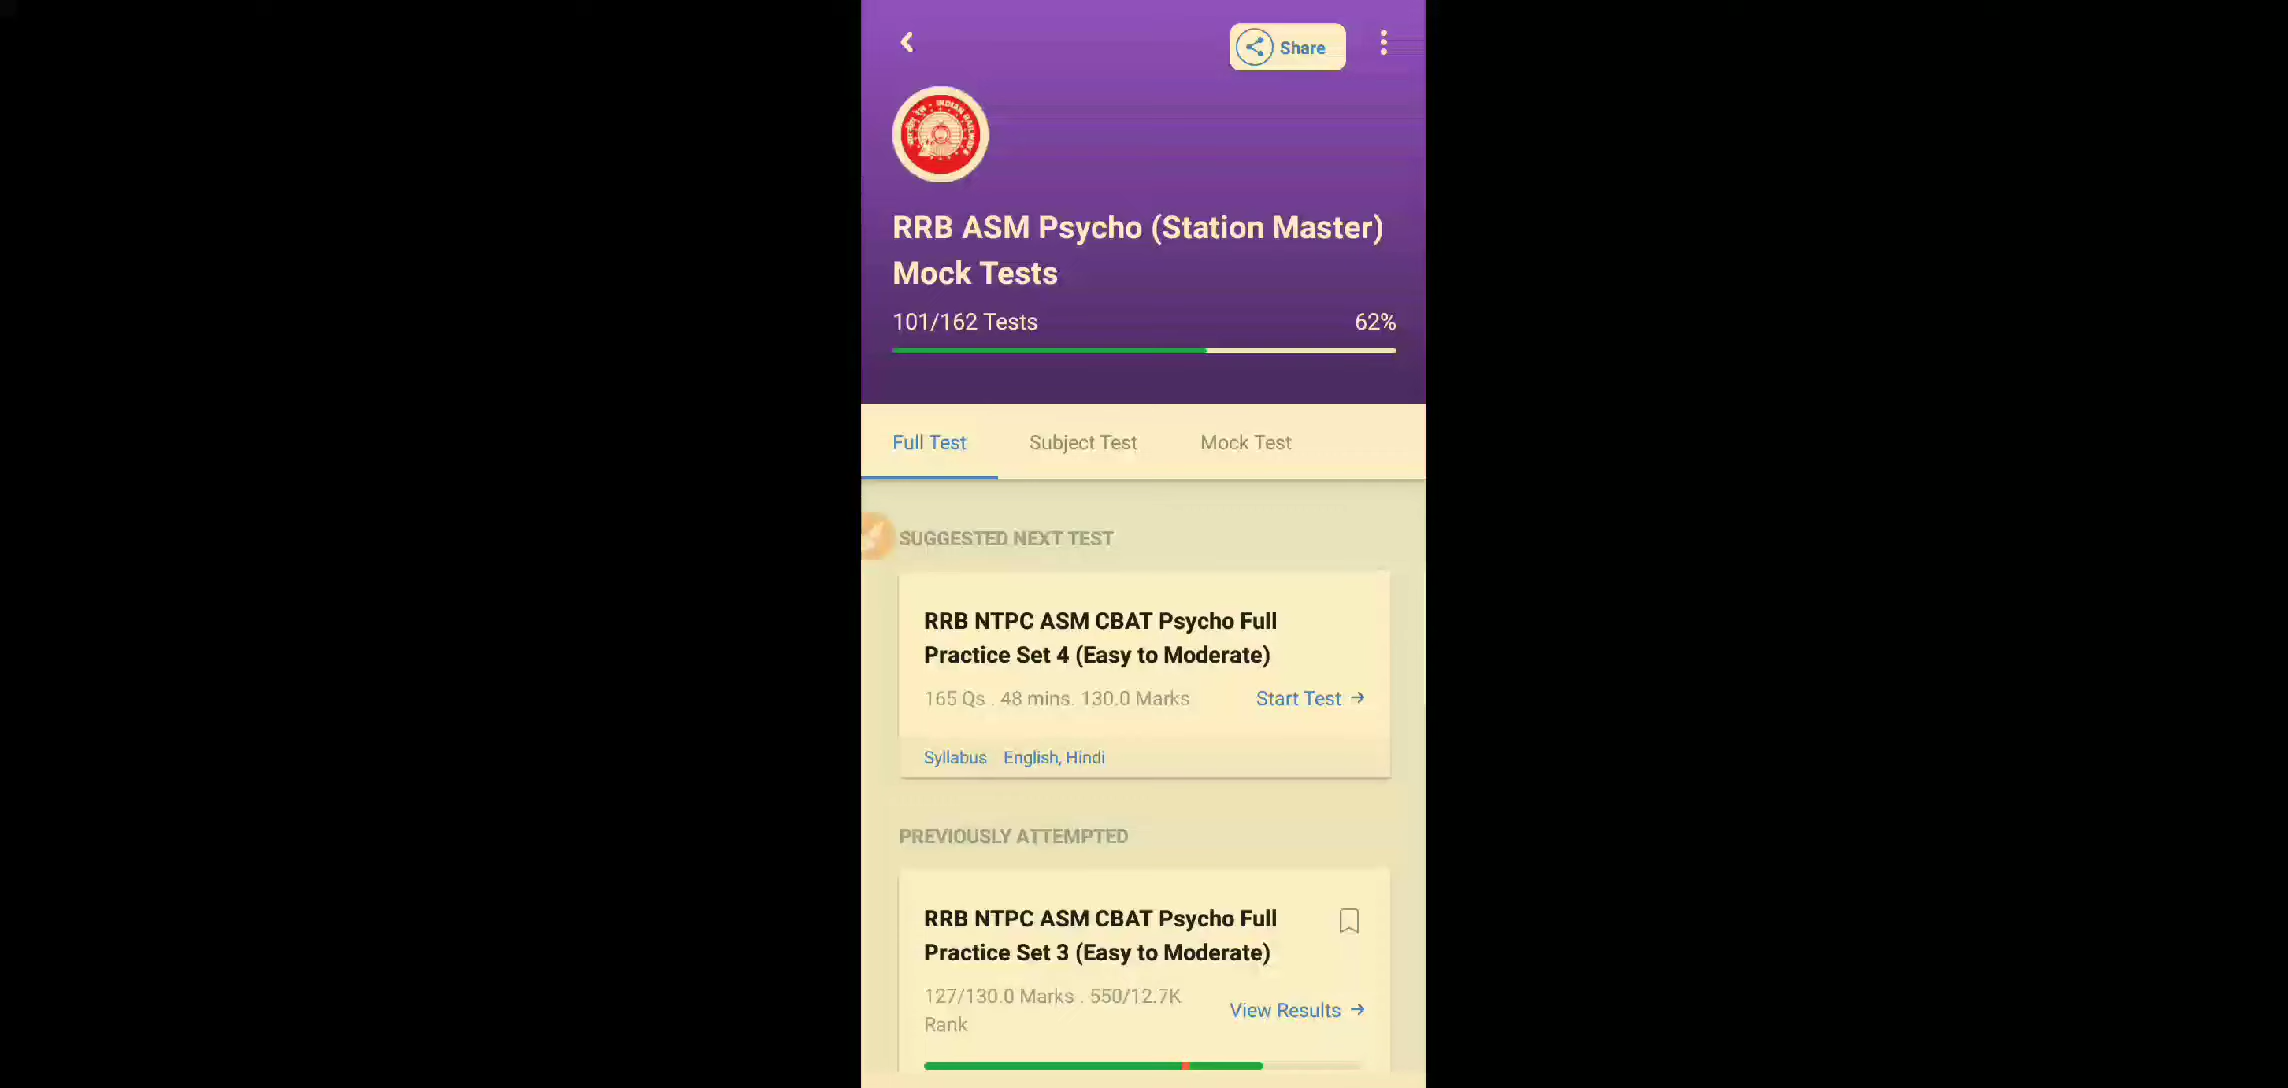 Share
INDIAN RAILWAYS
RRB ASM Psycho (Station Master)
Mock Tests
101/162 Tests
62%
Full Test
Subject Test
Mock Test
SUGGESTED NEXT TEST
RRB NTPC ASM CBAT Psycho Full
Practice Set 4 (Easy to Moderate)
165 Qs . 48 mins. 130.0 Marks
Start Test
Syllabus
English, Hindi
PREVIOUSLY ATTEMPTED
RRB NTPC ASM CBAT Psycho Full
Practice Set 3 (Easy to Moderate)
127/130.0 Marks . 550/12.7K
Rank
View Results